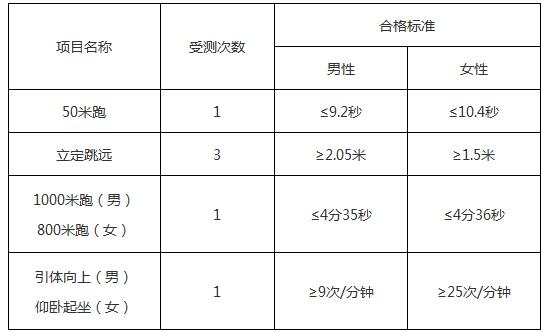 项目名称 受测次数 合格标准
男性 女性
50米跑 1 ≤9.2秒 ≤10.4秒
立定跳远 3 ≥2.05米 ≥1.5米
1000米跑（男）
800米跑（女） 1 ≤4分35秒 ≤4分36秒
引体向上（男）
仰卧起坐（女） 1 ≥9次/分钟 ≥25次/分钟